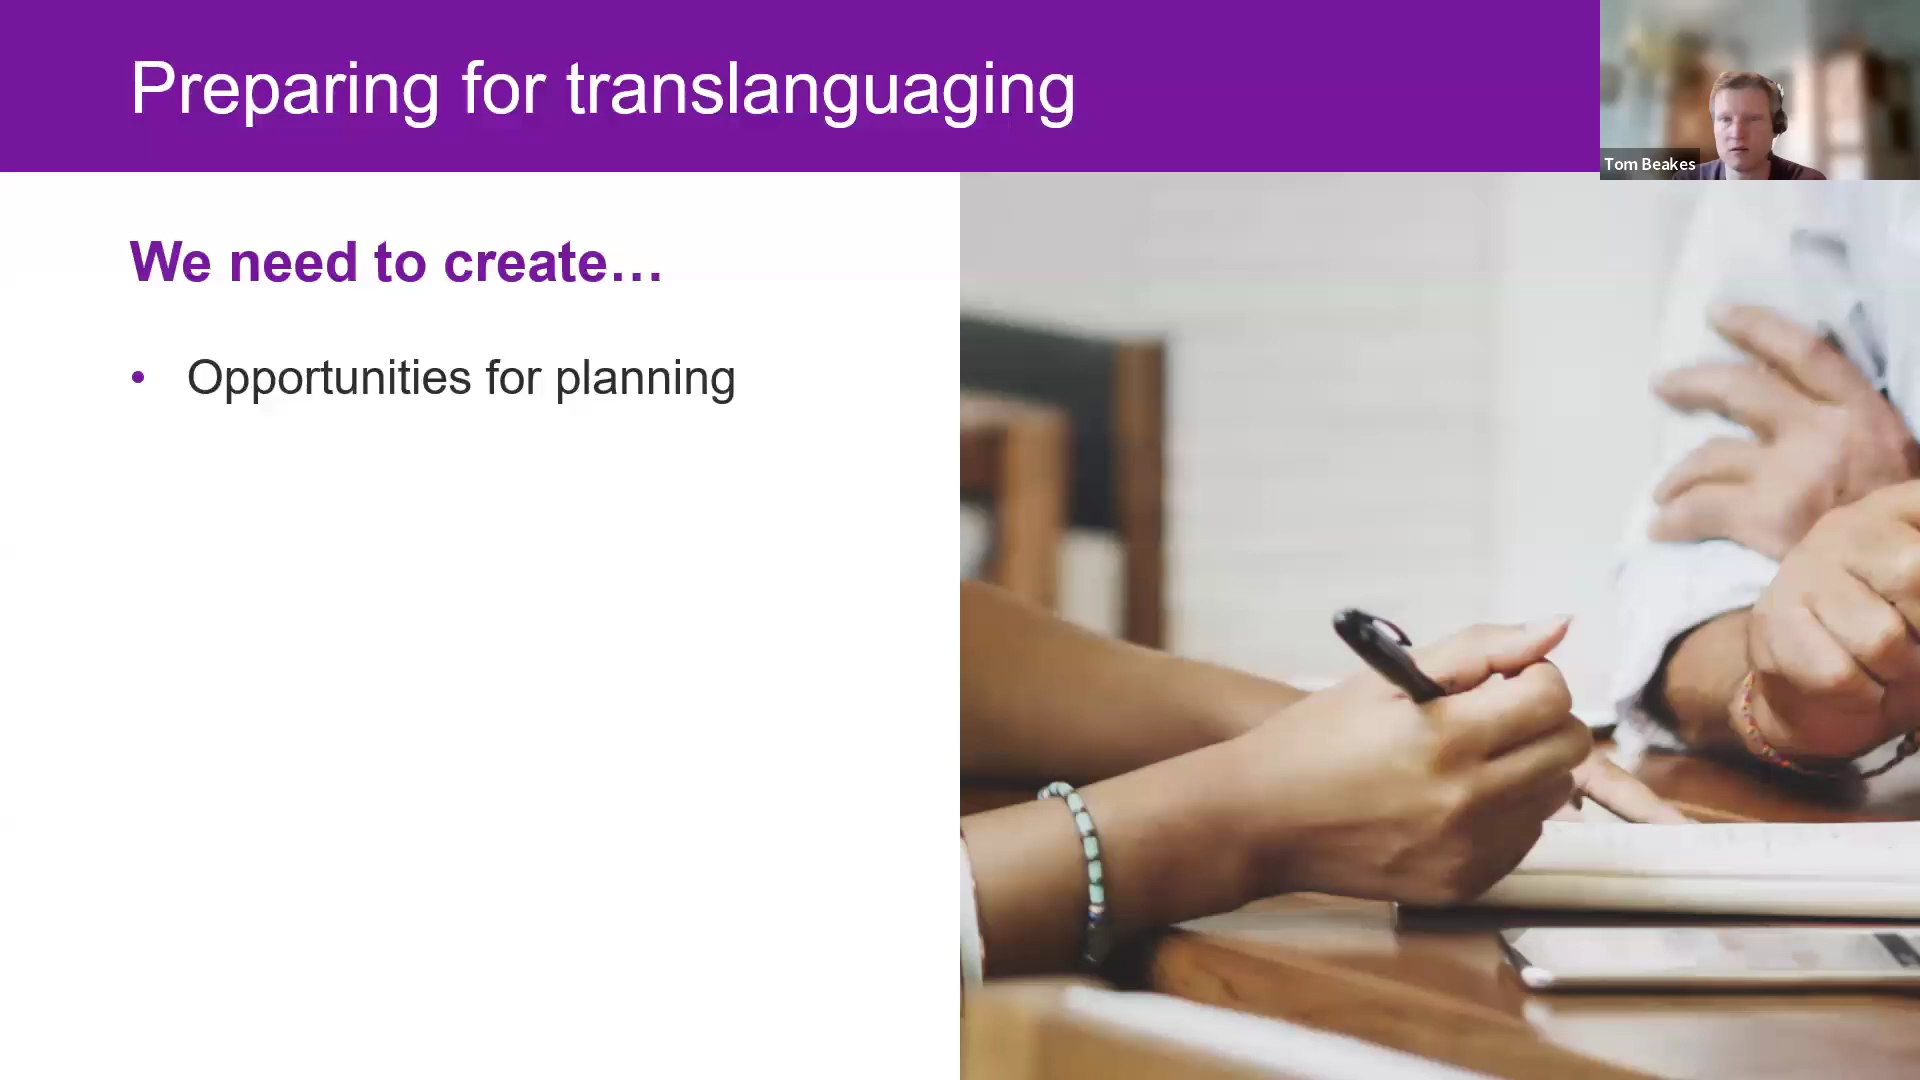 Preparing for translanguaging
Tom Beakes
We need to create…
• Opportunities for planning